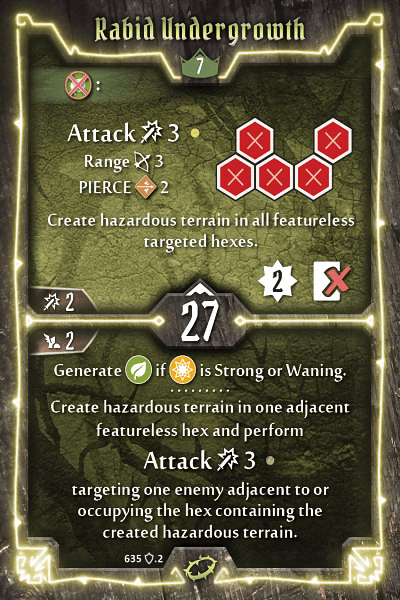 Rabid Undergrowth
7
:
Attack 3
Range 3
PIERCE 2
Create hazardous terrain in all featureless
targeted hexes.
2
2
27
2
Generate if is Strong or Waning.
Create hazardous terrain in one adjacent
featureless hex and perform
Attack 3
targeting one enemy adjacent to or
occupying the hex containing the
created hazardous terrain.
635 .2